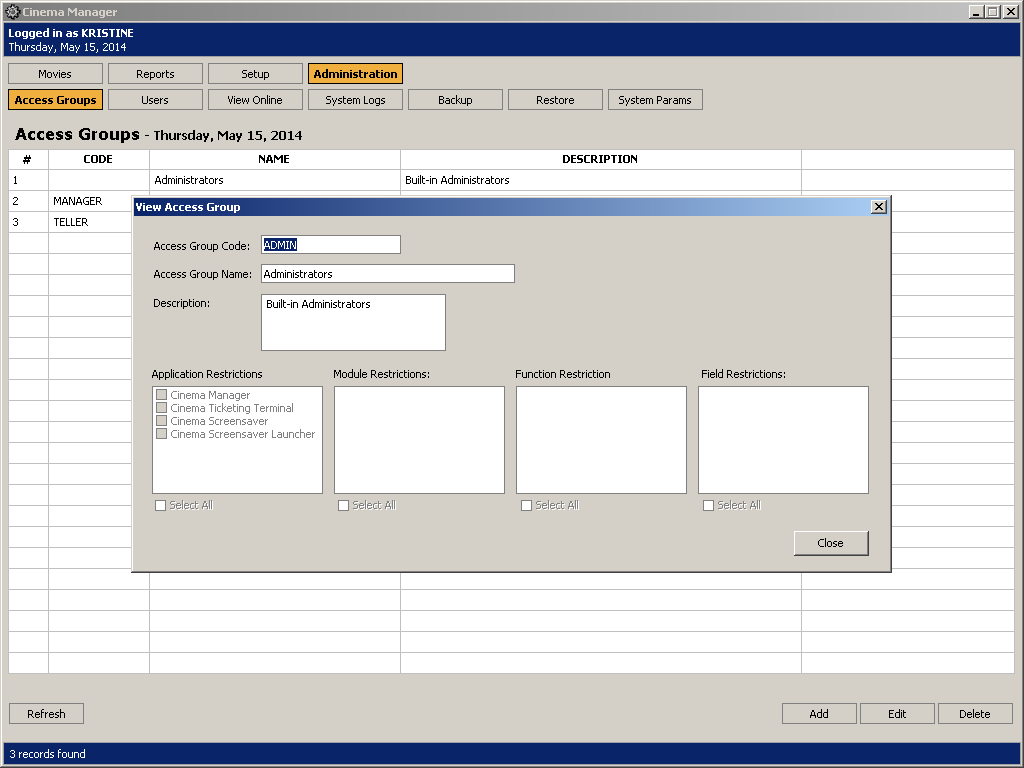 Cinema Manager
Logged in as KRISTINE
Thursday, May 15, 2014
Movies Reports Setup Administration
Access Groups Users View Online System Logs Backup Restore System Params
Access Groups - Thursday, May 15, 2014
# CODE NAME DESCRIPTION
1 Administrators Built-in Administrators
2 MANAGER
3 TELLER
View Access Group
Access Group Code: ADMIN
Access Group Name: Administrators
Description: Built-in Administrators
Application Restrictions Module Restrictions: Function Restriction Field Restrictions:
Cinema Manager
Cinema Ticketing Terminal
Cinema Screensaver
Cinema Screensaver Launcher
Select All Select All Select All Select All
Close
Refresh Add Edit Delete
3 records found